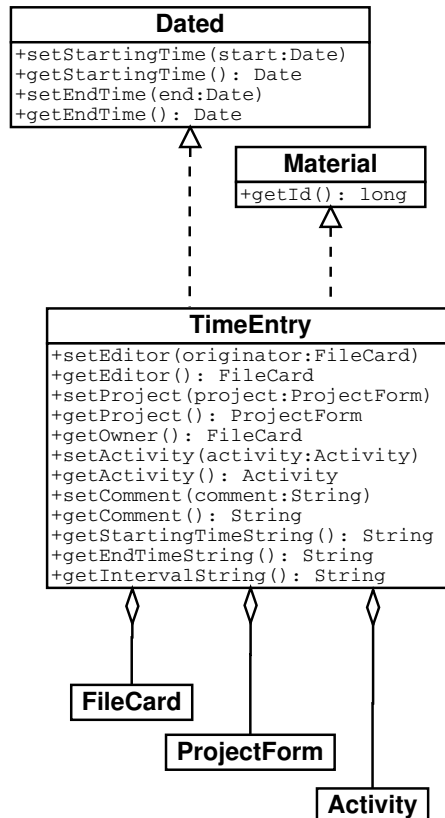 Dated
+setStartingTime(start:Date)
+getStartingTime(): Date
+setEndTime(end:Date)
+getEndTime(): Date
Material
+getId(): long
TimeEntry
+setEditor(originator:FileCard)
+getEditor(): FileCard
+setProject(project:ProjectForm)
+getProject(): ProjectForm
+getOwner(): FileCard
+setActivity(activity:Activity)
+getActivity(): Activity
+setComment(comment:String)
+getComment(): String
+getStartingTimeString(): String
+getEndTimeString(): String
+getIntervalString(): String
FileCard
ProjectForm
Activity